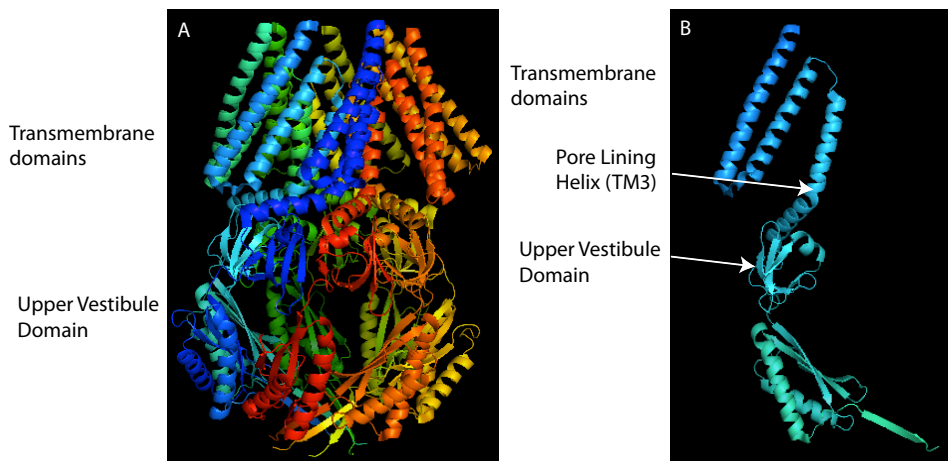 A
Transmembrane
domains
Upper Vestibule
Domain
B
Transmembrane
domains
Pore Lining
Helix (TM3)
Upper Vestibule
Domain